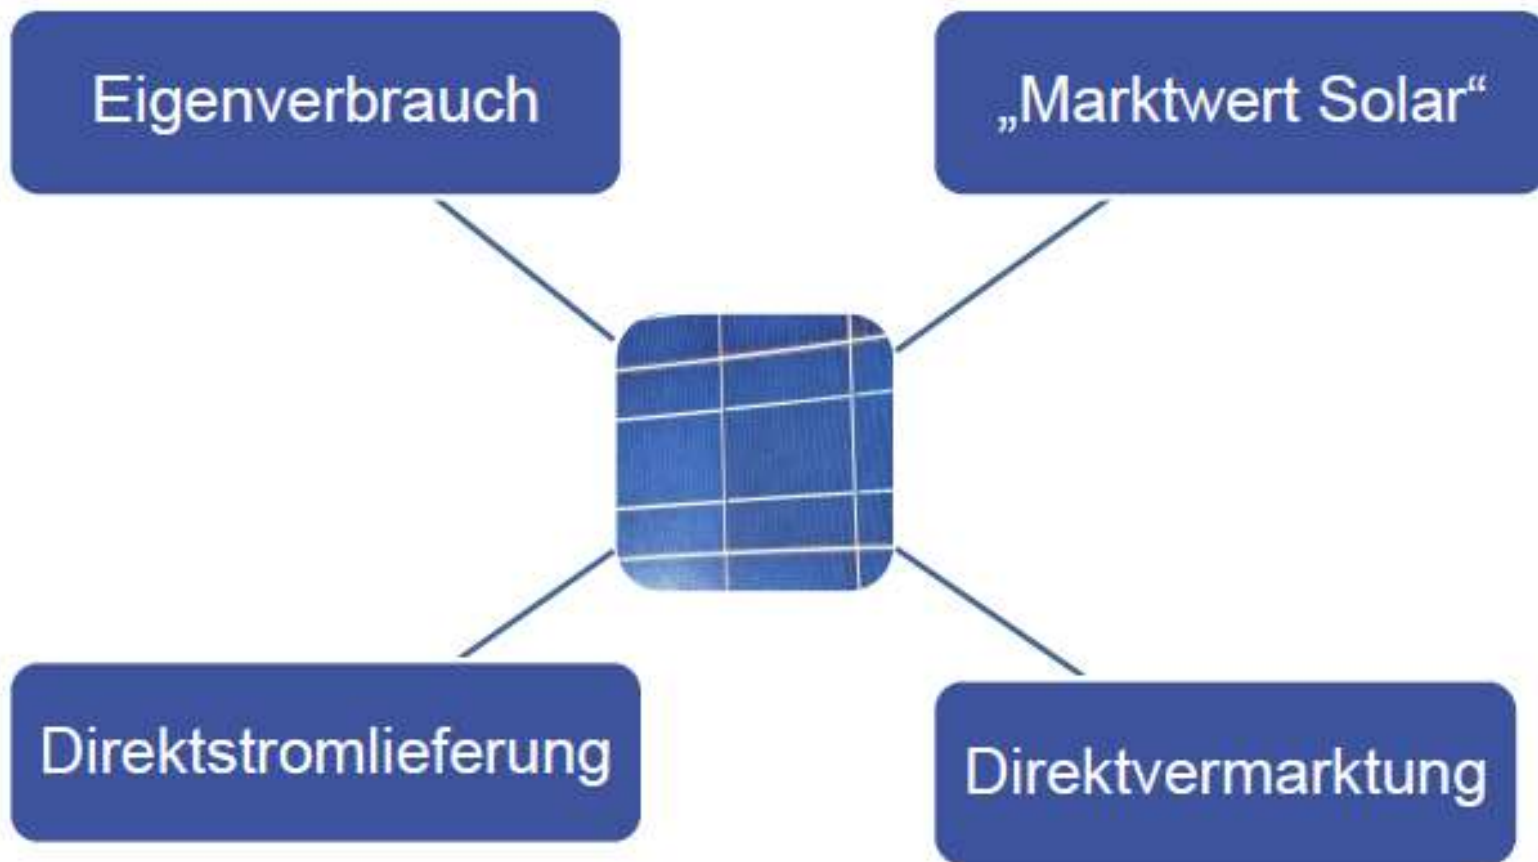 Eigenverbrauch
„Marktwert Solar“
Direktstromlieferung
Direktvermarktung